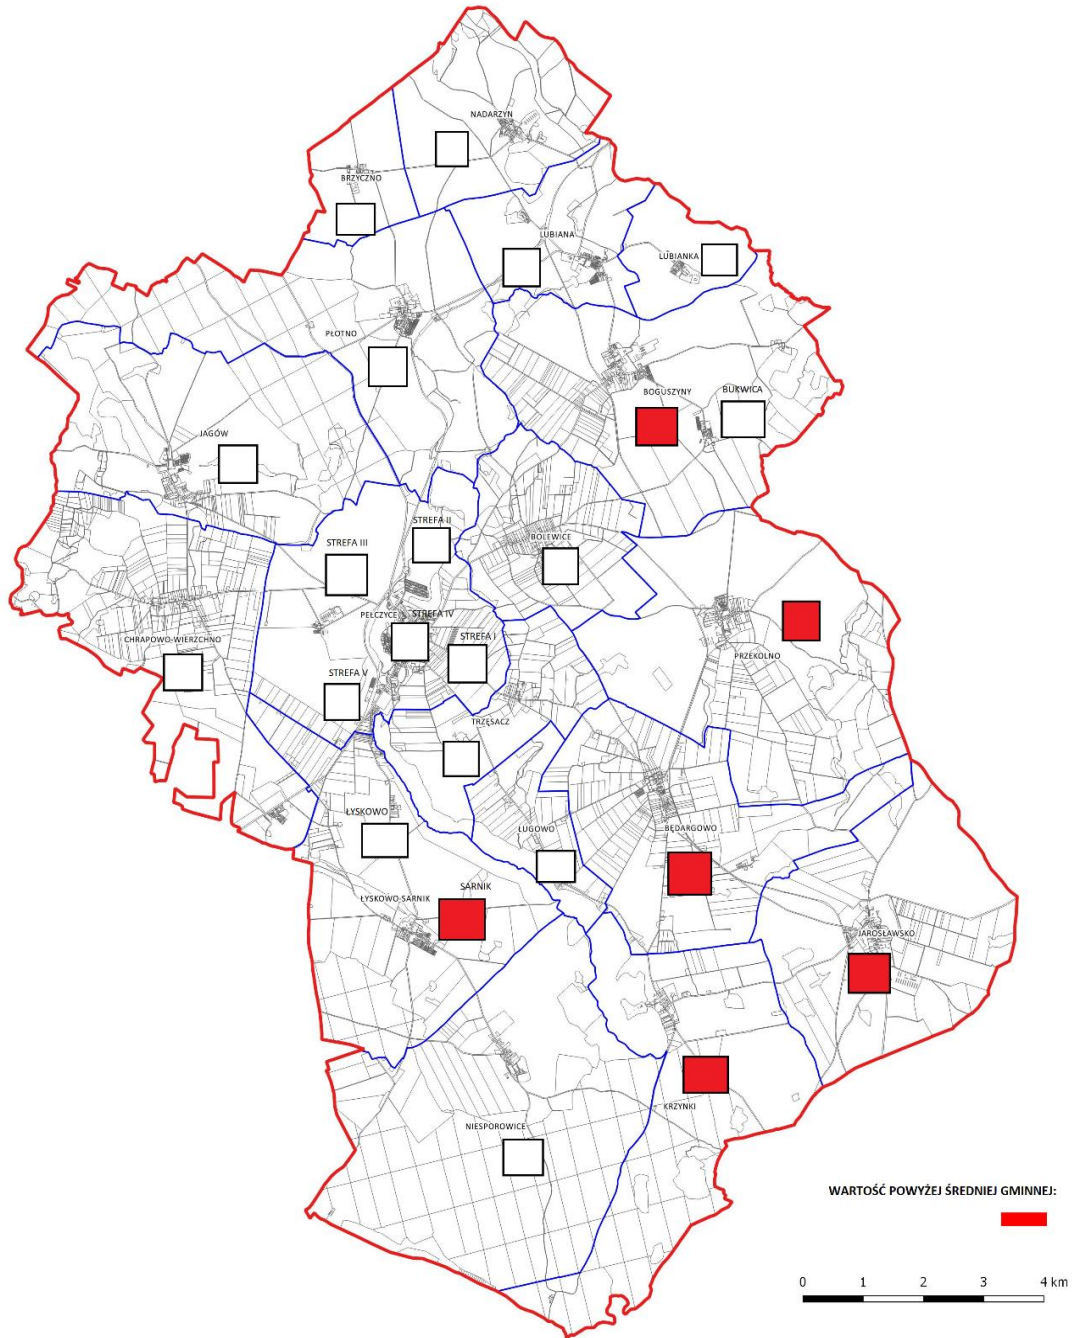 NADARZYN
BRZYCZNO
LUBIANA
LUBIANKA
PŁOTNO
BOGUSZYNY
BUKWICA
JAGÓW
STREFA II
STREFA III
BOLEWICE
PEŁCZYCE
STREFA IV
STREFA I
CHRAPOWO-WIERZCHNO
PRZEKOLNO
STREFA V
TRZĘSACZ
ŁYSKOWO
ŁUGOWO
BĘDARGOWO
SARNIK
ŁYSKOWO-SARNIK
JAROSŁAWSKO
KRZYNKI
NIESPOROWICE
WARTOŚĆ POWYŻEJ ŚREDNIEJ GMINNEJ:
0 1 2 3 4 km